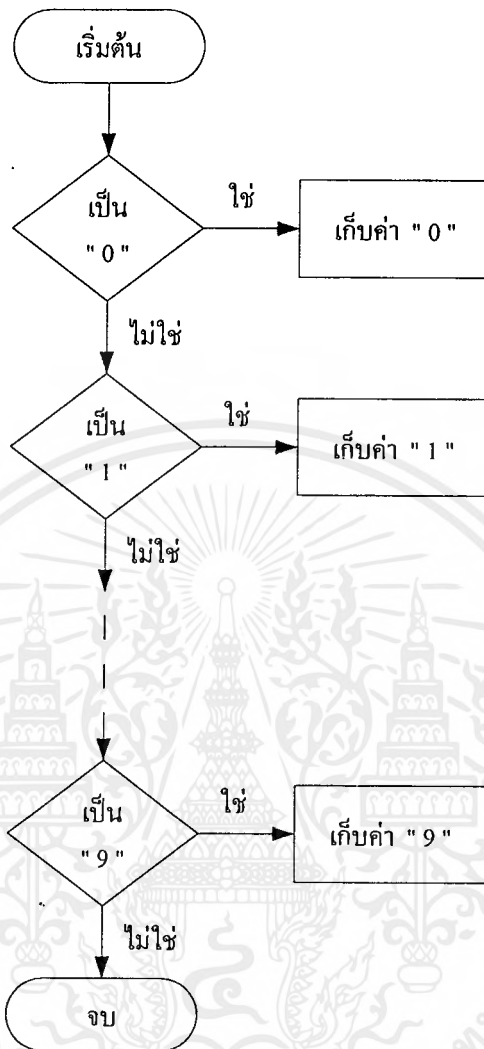 เริ่มต้น
เป็น
" 0 "
ใช่
เก็บค่า " 0 "
ไม่ใช่
เป็น
" 1 "
ใช่
เก็บค่า " 1 "
ไม่ใช่
เป็น
" 9 "
ใช่
เก็บค่า " 9 "
ไม่ใช่
จบ